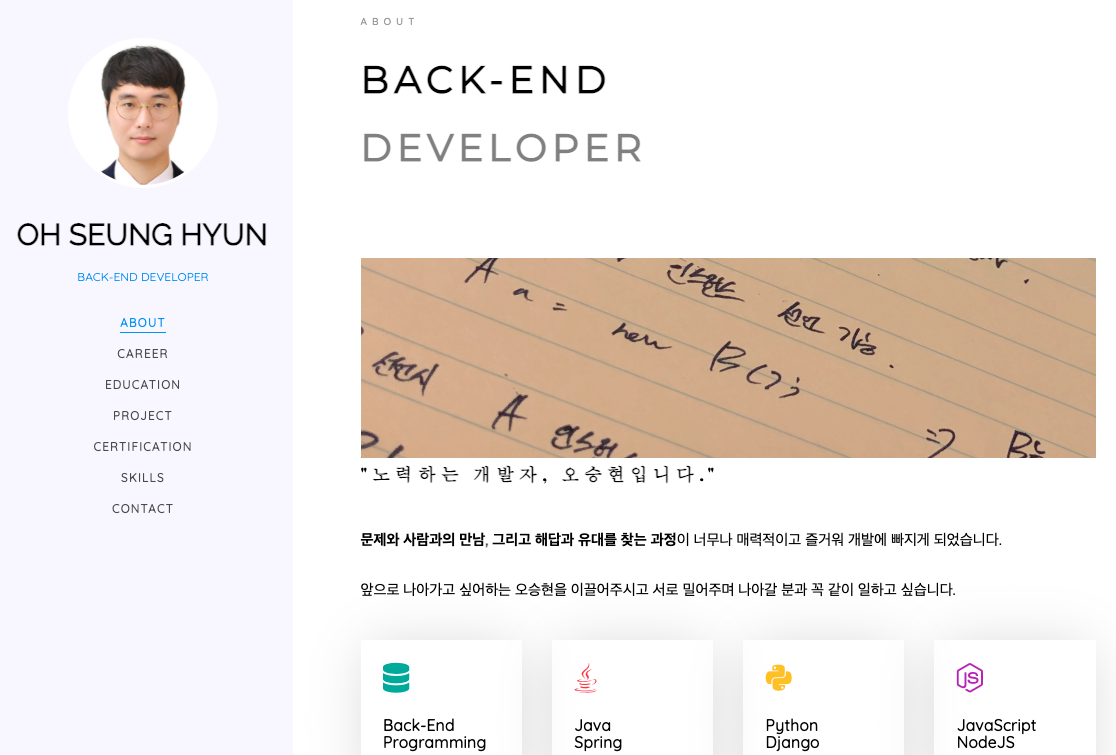 OH SEUNG HYUN
BACK-END DEVELOPER
ABOUT
CAREER
EDUCATION
PROJECT
CERTIFICATION
SKILLS
CONTACT
ABOUT
BACK-END
DEVELOPER
A a = new B();
A
=>
"노력하는 개발자, 오승현입니다."
문제와 사람과의 만남, 그리고 해답과 유대를 찾는 과정이 너무나 매력적이고 즐거워 개발에 빠지게 되었습니다.
앞으로 나아가고 싶어하는 오승현을 이끌어주시고 서로 밀어주며 나아갈 분과 꼭 같이 일하고 싶습니다.
Back-End
Programming
Java
Spring
Python
Django
JS
JavaScript
NodeJS